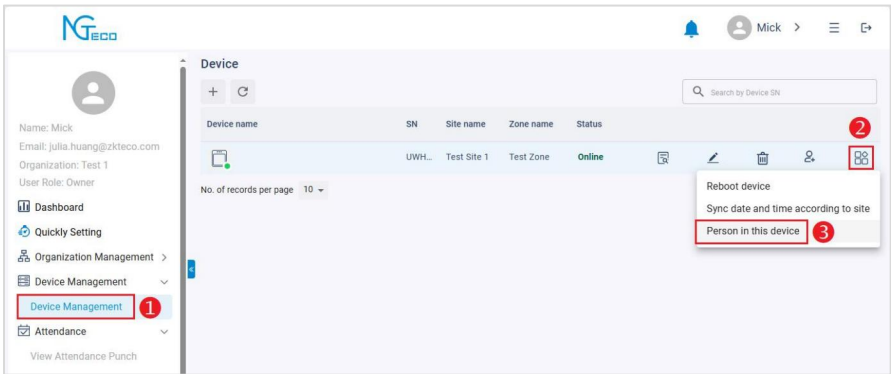 NGTECO
Mick
Device
Search by Device SN
Name: Mick
Email: julia.huang@zkteco.com
Organization: Test 1
User Role: Owner
Dashboard
Quickly Setting
Organization Management
Device Management
Device Management 1
Attendance
View Attendance Punch
Device name SN Site name Zone name Status 2
UWH... Test Site 1 Test Zone Online
No. of records per page 10
Reboot device
Sync date and time according to site
Person in this device 3